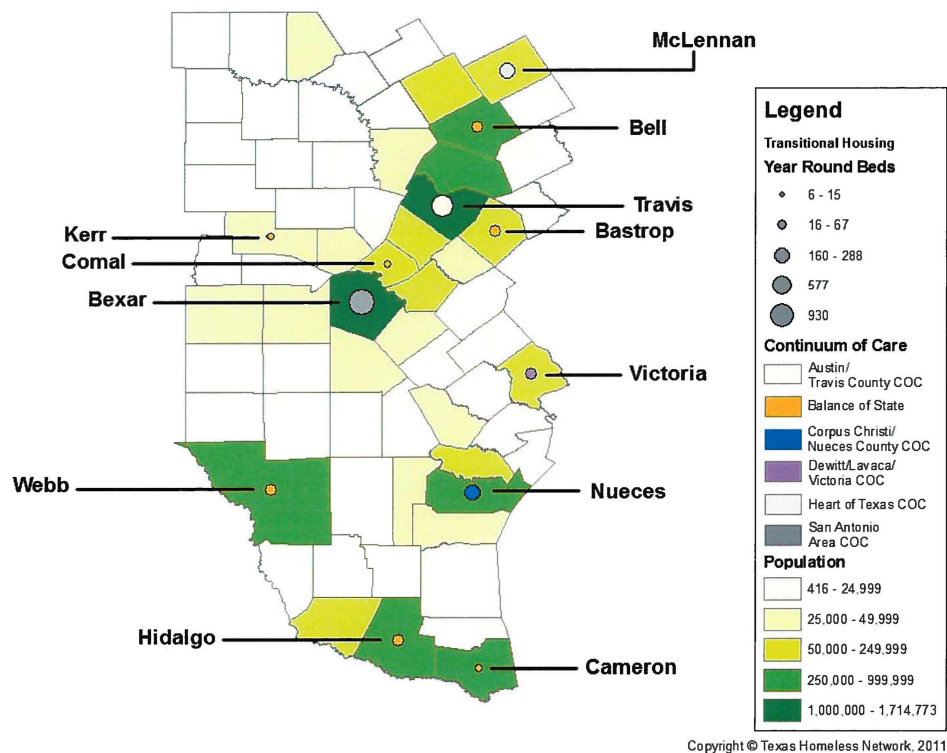 McLennan
Bell
Travis
Bastrop
Kerr
Comal
Bexar
Victoria
Webb
Nueces
Hidalgo
Cameron
Legend
Transitional Housing
Year Round Beds
6 - 15
16 - 67
160 - 288
577
930
Continuum of Care
Austin/
Travis County COC
Balance of State
Corpus Christi/
Nueces County COC
Dewitt/Lavaca/
Victoria COC
Heart of Texas COC
San Antonio
Area COC
Population
416 - 24,999
25,000 - 49,999
50,000 - 249,999
250,000 - 999,999
1,000,000 - 1,714,773
Copyright © Texas Homeless Network, 2011